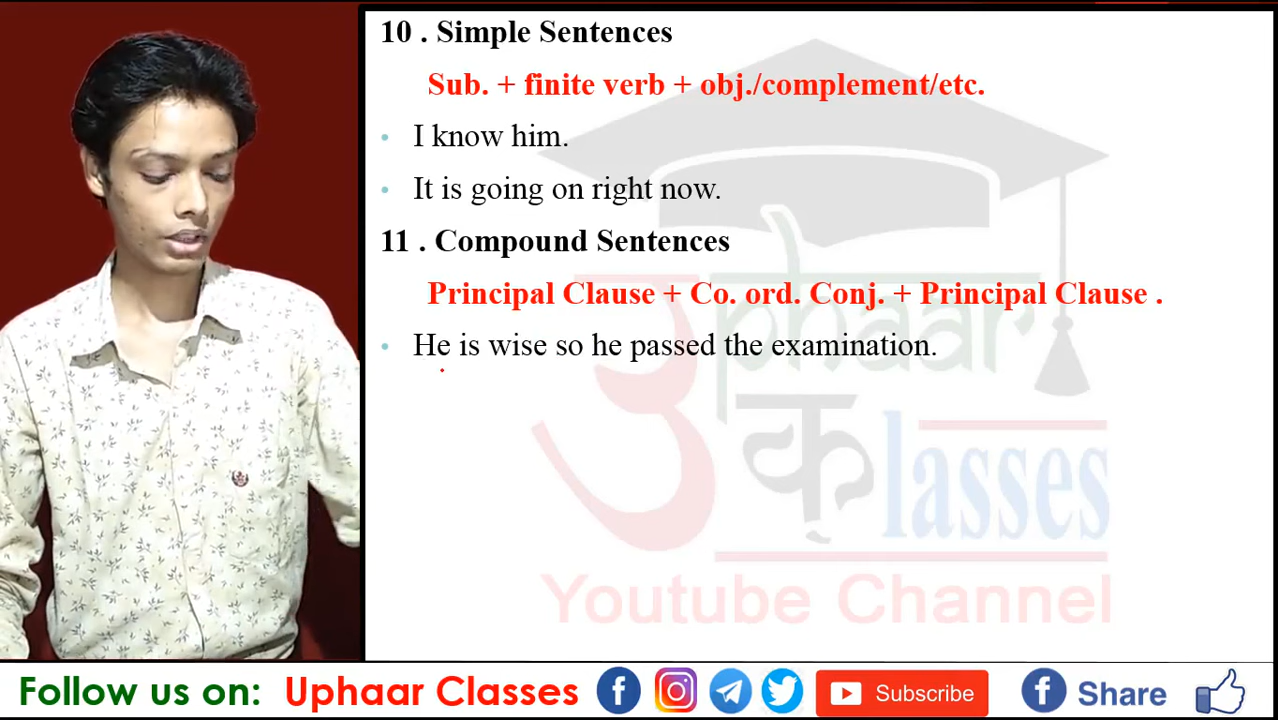 10 . Simple Sentences
Sub. + finite verb + obj./complement/etc.
• I know him.
• It is going on right now.
11 . Compound Sentences
Principal Clause + Co. ord. Conj. + Principal Clause .
• He is wise so he passed the examination.
उphaar
कlasses
Youtube Channel
Follow us on: Uphaar Classes Subscribe Share